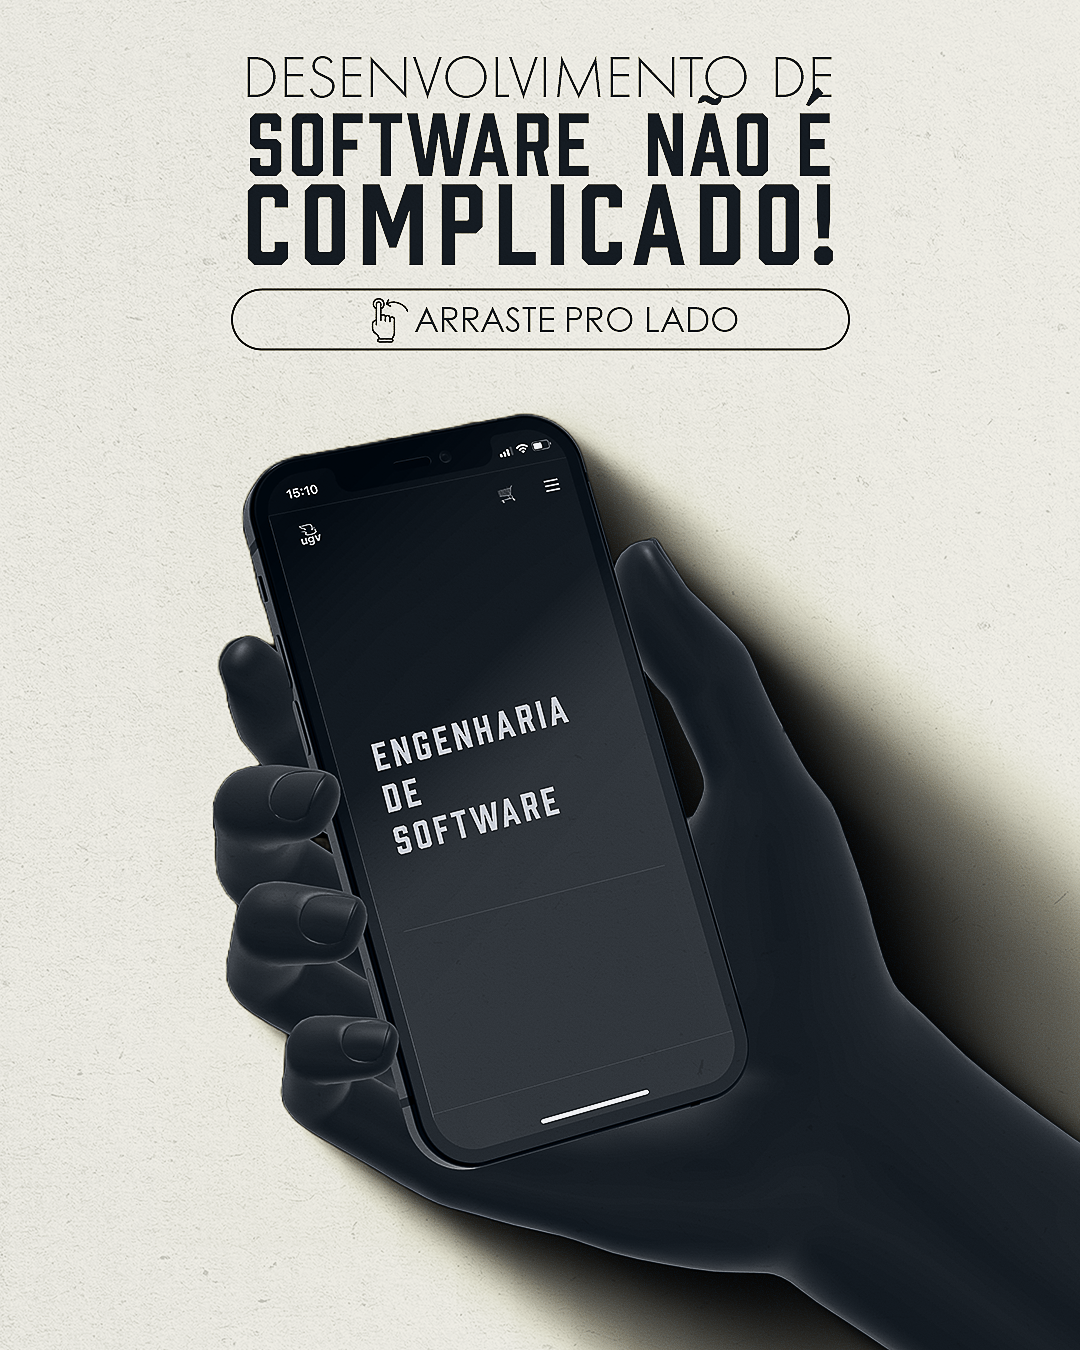 DESENVOLVIMENTO DE
SOFTWARE NÃO É
COMPLICADO!
ARRASTE PRO LADO
15:10
ugv
ENGENHARIA
DE
SOFTWARE